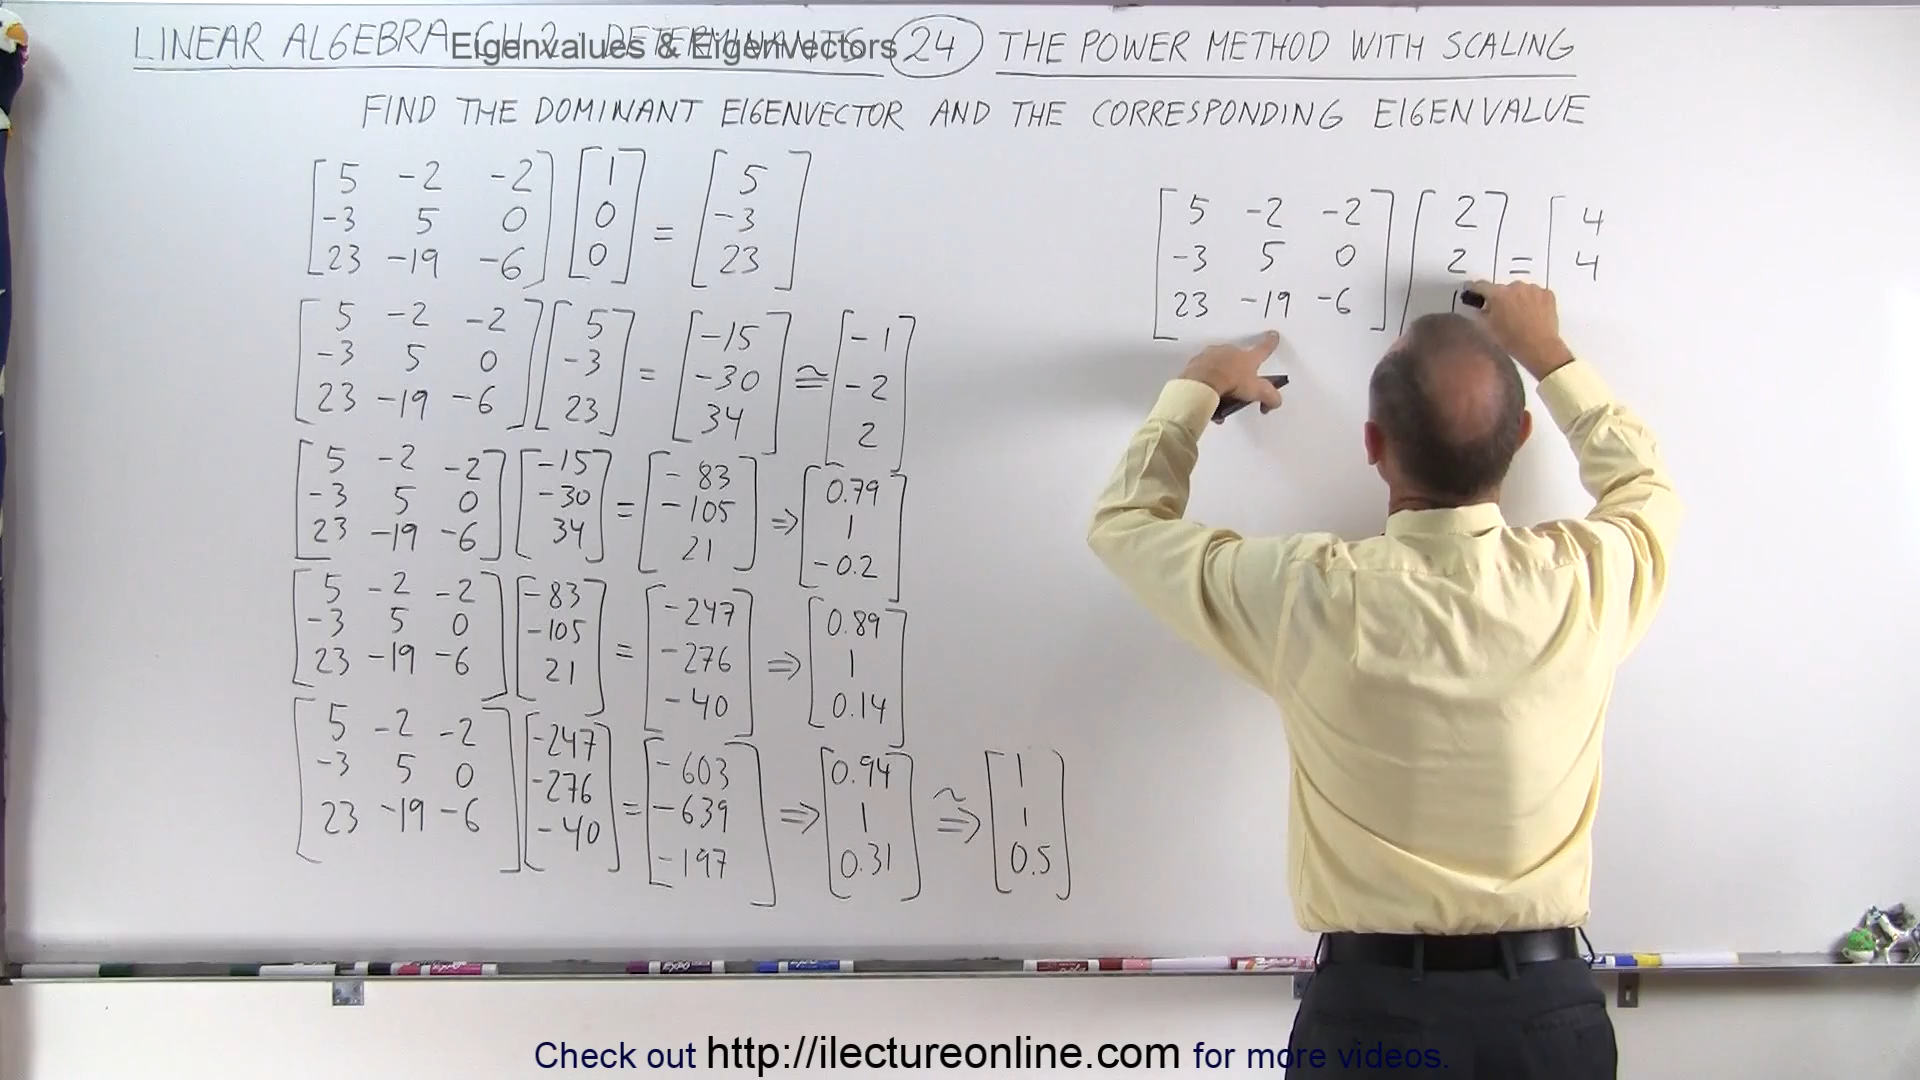 LINEAR ALGEBRA CH 2: DETERMINANTS 24 THE POWER METHOD WITH SCALING
Eigenvalues & Eigenvectors
FIND THE DOMINANT EIGENVECTOR AND THE CORRESPONDING EIGENVALUE
5 -2 -2 1 5
-3 5 0 0 = -3
23 -19 -6 0 23
5 -2 -2 5 -15 -1
-3 5 0 -3 = -30 ≅ -2
23 -19 -6 23 34 2
5 -2 -2 -15 -83 0.79
-3 5 0 -30 = -105 ⇒ 1
23 -19 -6 34 21 -0.2
5 -2 -2 -83 -247 0.89
-3 5 0 -105 = -276 ⇒ 1
23 -19 -6 21 -40 0.14
5 -2 -2 -247 -603 0.94 1
-3 5 0 -276 = -639 ⇒ 1 ~⇒ 1
23 -19 -6 -40 -197 0.31 0.5
5 -2 -2 2 4
-3 5 0 2 = 4
23 -19 -6 1
Check out http://ilectureonline.com for more videos.